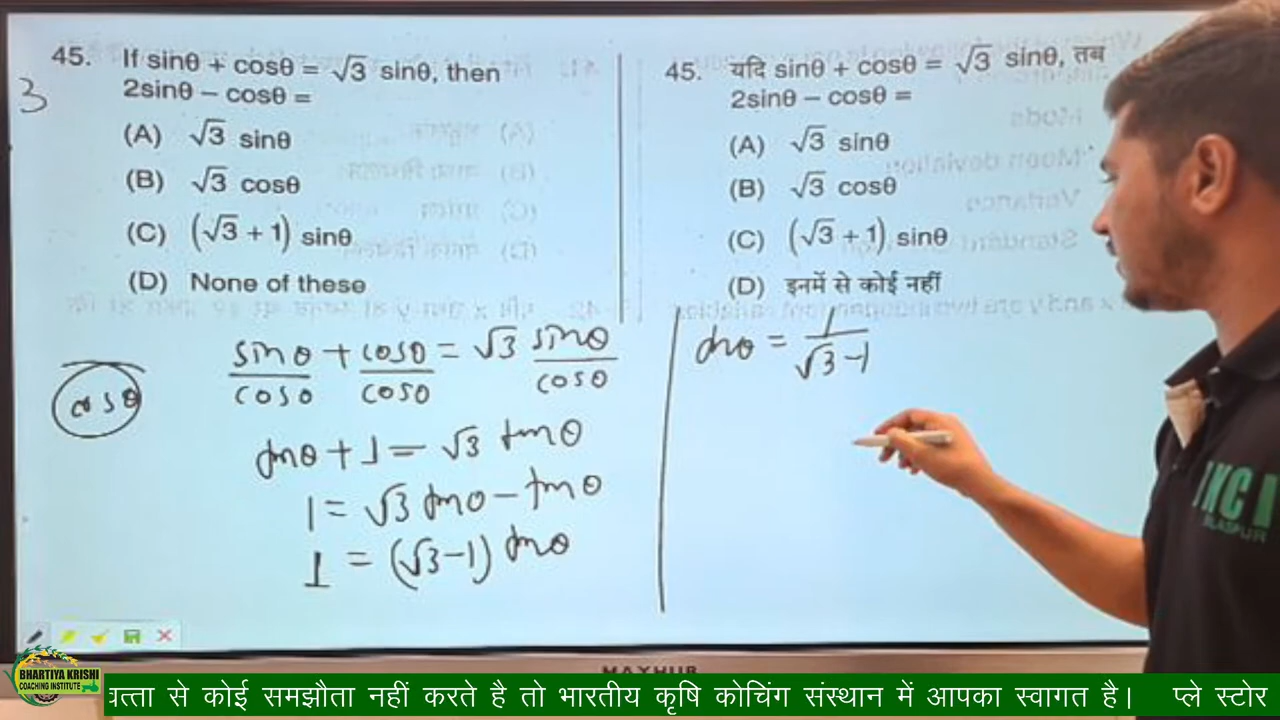 45. If sinθ + cosθ = √3 sinθ, then
2sinθ – cosθ =
(A) √3 sinθ
(B) √3 cosθ
(C) (√3 + 1) sinθ
(D) None of these
3
45. यदि sinθ + cosθ = √3 sinθ, तब
2sinθ – cosθ =
(A) √3 sinθ
(B) √3 cosθ
(C) (√3 + 1) sinθ
(D) इनमें से कोई नहीं
cosθ
sinθ/cosθ + cosθ/cosθ = √3 sinθ/cosθ
tanθ + 1 = √3 tanθ
1 = √3 tanθ – tanθ
1 = (√3–1) tanθ
tanθ = 1/√3–1
MAXHUB
BHARTIYA KRISHI
COACHING INSTITUTE
त्ता से कोई समझौता नहीं करते है तो भारतीय कृषि कोचिंग संस्थान में आपका स्वागत है। प्ले स्टोर